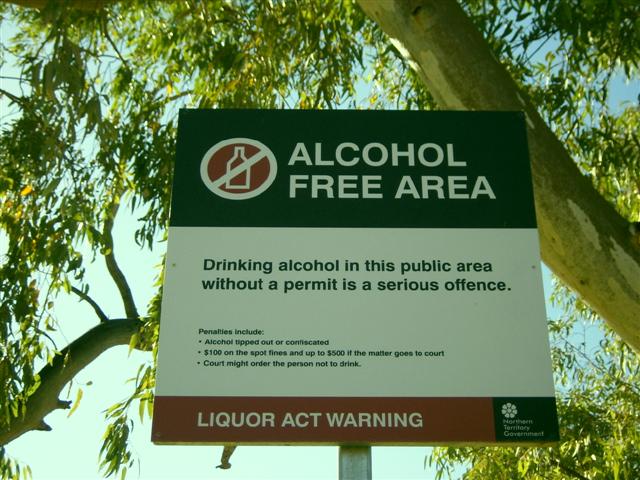 ALCOHOL
FREE AREA
Drinking alcohol in this public area
without a permit is a serious offence.
Penalties include:
• Alcohol tipped out or confiscated
• $100 on the spot fines and up to $500 if the matter goes to court
• Court might order the person not to drink.
LIQUOR ACT WARNING
Northern
Territory
Government